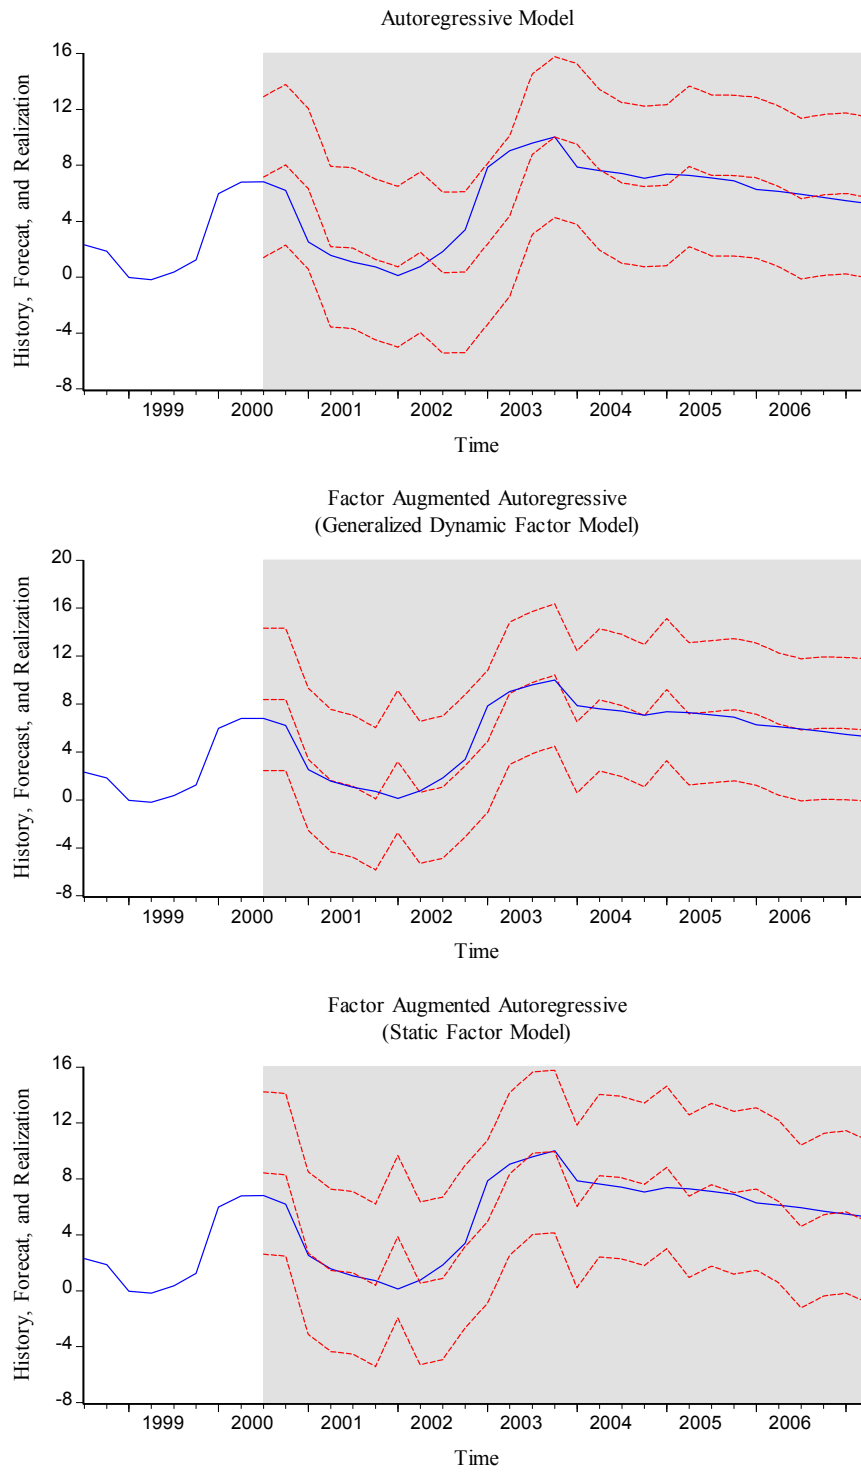 Autoregressive Model
History, Forecat, and Realization
16
12
8
4
0
-4
-8
1999 2000 2001 2002 2003 2004 2005 2006
Time
Factor Augmented Autoregressive
(Generalized Dynamic Factor Model)
History, Forecast, and Realization
20
16
12
8
4
0
-4
-8
1999 2000 2001 2002 2003 2004 2005 2006
Time
Factor Augmented Autoregressive
(Static Factor Model)
History, Forecat, and Realization
16
12
8
4
0
-4
-8
1999 2000 2001 2002 2003 2004 2005 2006
Time